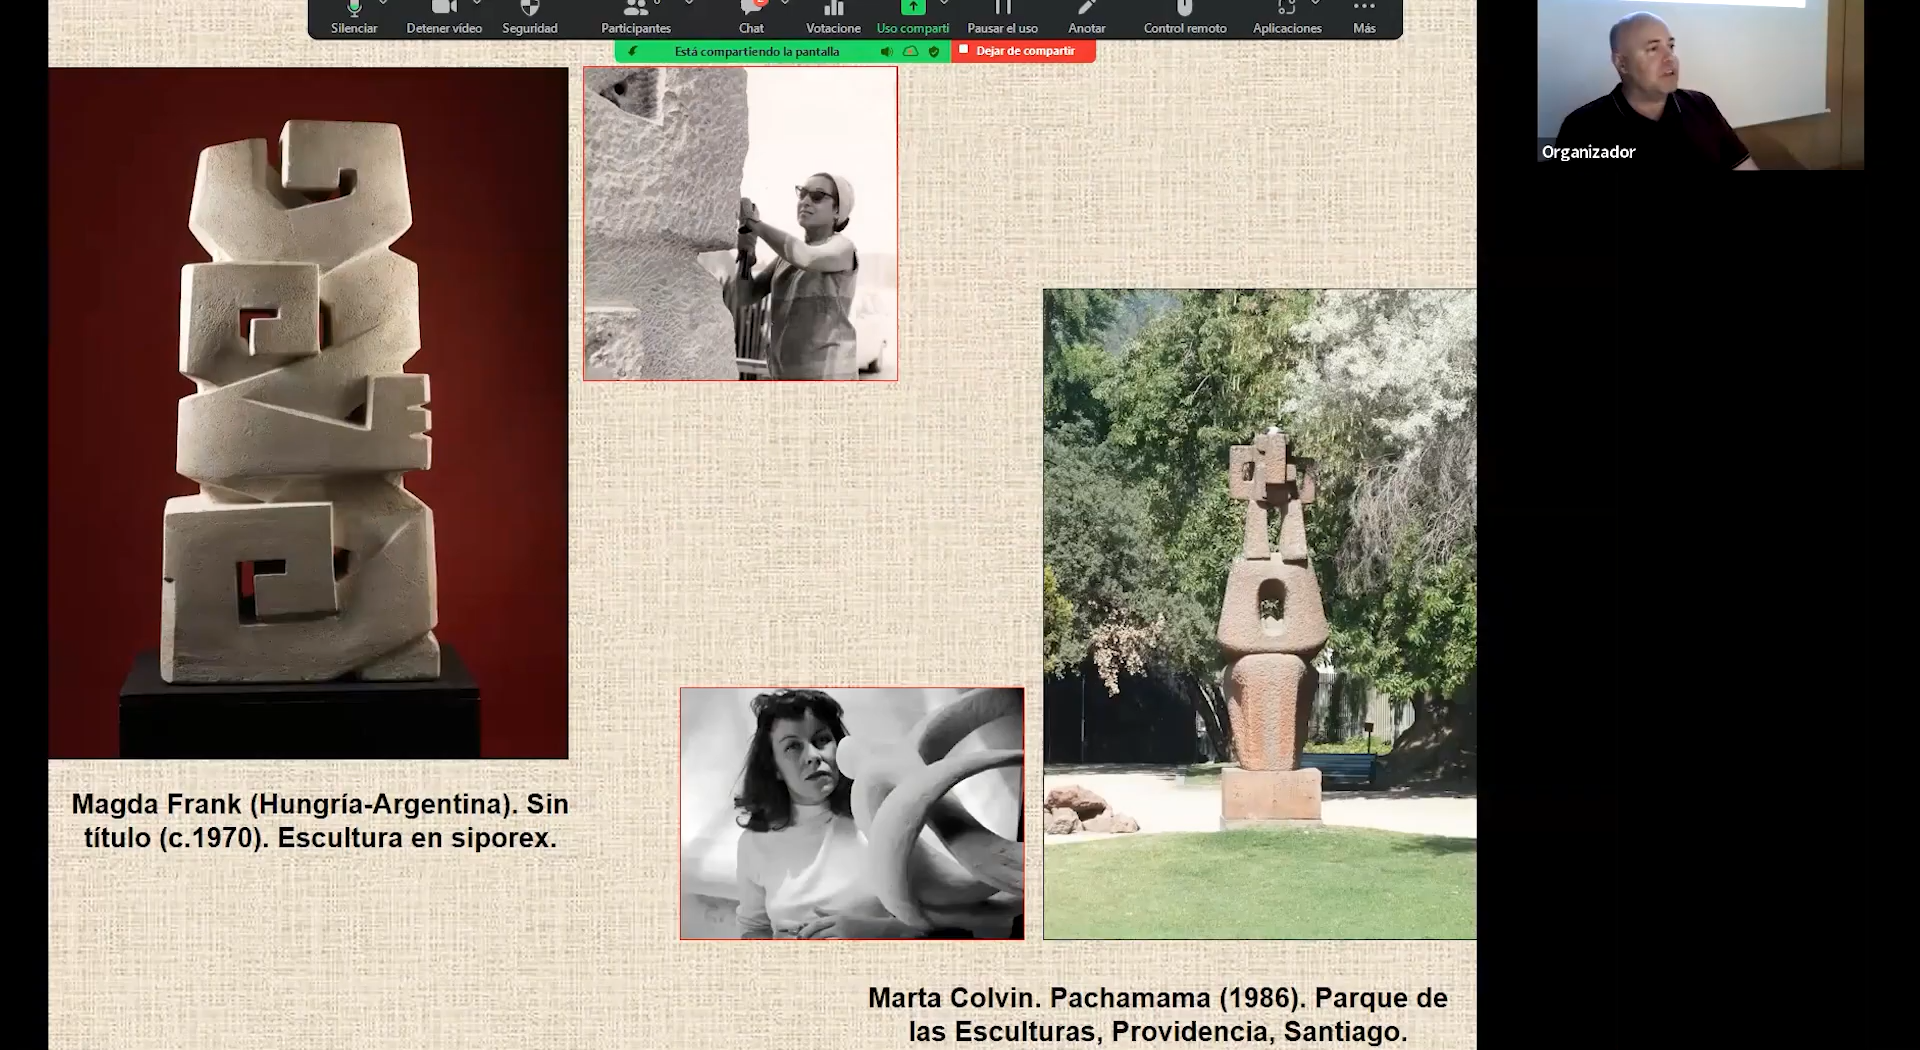 Silenciar
Detener vídeo
Seguridad
Participantes
Chat
Votacione
Uso comparti
Pausar el uso
Anotar
Control remoto
Aplicaciones
Más
Está compartiendo la pantalla
Dejar de compartir
Organizador
Magda Frank (Hungría-Argentina). Sin
título (c.1970). Escultura en siporex.
Marta Colvin. Pachamama (1986). Parque de
las Esculturas, Providencia, Santiago.